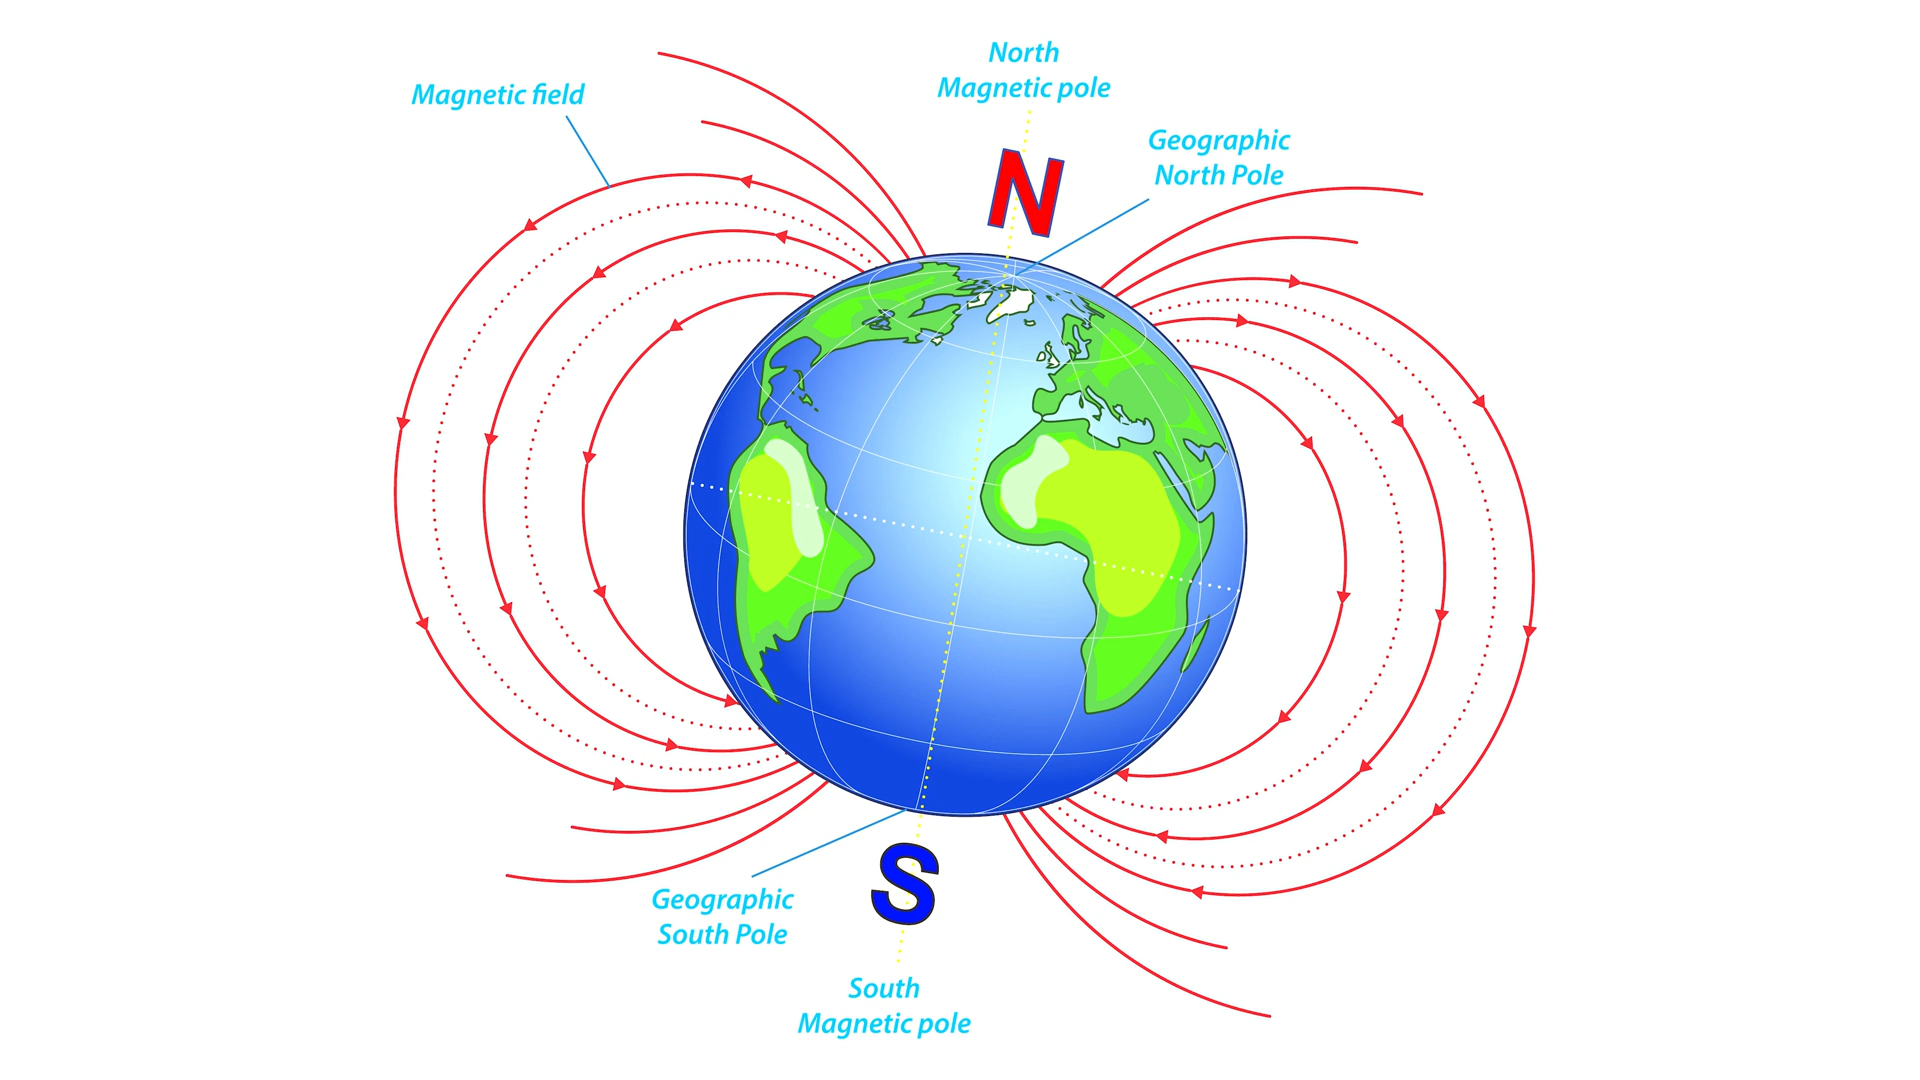 North
Magnetic pole
Magnetic field
Geographic
North Pole
N
S
Geographic
South Pole
South
Magnetic pole